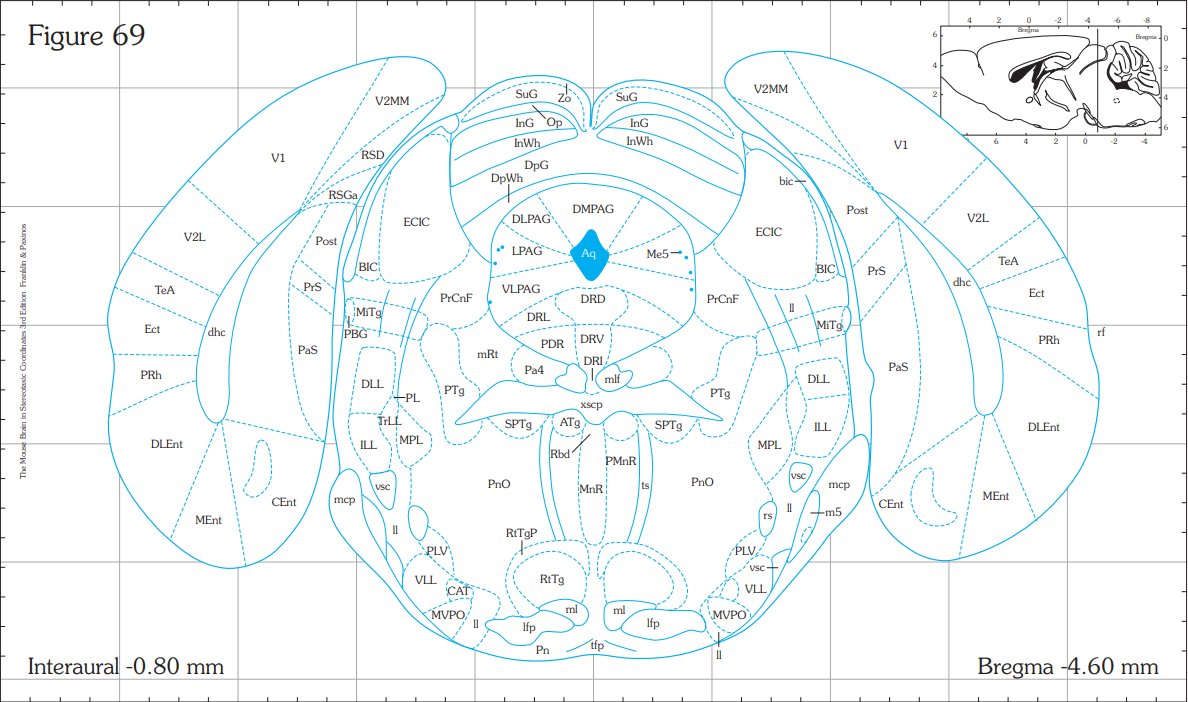 Figure 69
4 2 0 -2 -4 -6 -8
Bregma
Bregma
6 0
4 2
2 4
6
6 4 2 0 -2 -4
V2MM
SuG
Zo
SuG
V2MM
InG
Op
InG
V1
RSD
InWh
InWh
V1
DpG
DpWh
bic
RSGa
V2L
Post
ECIC
DLPAG
DMPAG
ECIC
Post
V2L
LPAG
Aq
Me5
BIC
BIC
PrS
TeA
TeA
PrS
VLPAG
dhc
Ect
PrCnF
DRD
PrCnF
ll
MiTg
DRL
MiTg
Ect
dhc
PBG
DRV
rf
PRh
PaS
mRt
PDR
DRI
PaS
PRh
Pa4
mlf
DLL
PTg
PTg
DLL
PL
xscp
TrLL
SPTg
ATg
SPTg
ILL
DLEnt
DLEnt
ILL
MPL
Rbd
PMnR
MPL
vsc
PnO
MnR
ts
PnO
vsc
mcp
mcp
CEnt
CEnt
MEnt
MEnt
ll
rs
ll
m5
RtTgP
PLV
PLV
vsc
VLL
RtTg
VLL
CAT
MVPO
ll
ml
ml
MVPO
lfp
lfp
Pn
tfp
ll
The Mouse Brain in Stereotaxic Coordinates 3rd Edition Franklin & Paxinos
Interaural -0.80 mm
Bregma -4.60 mm